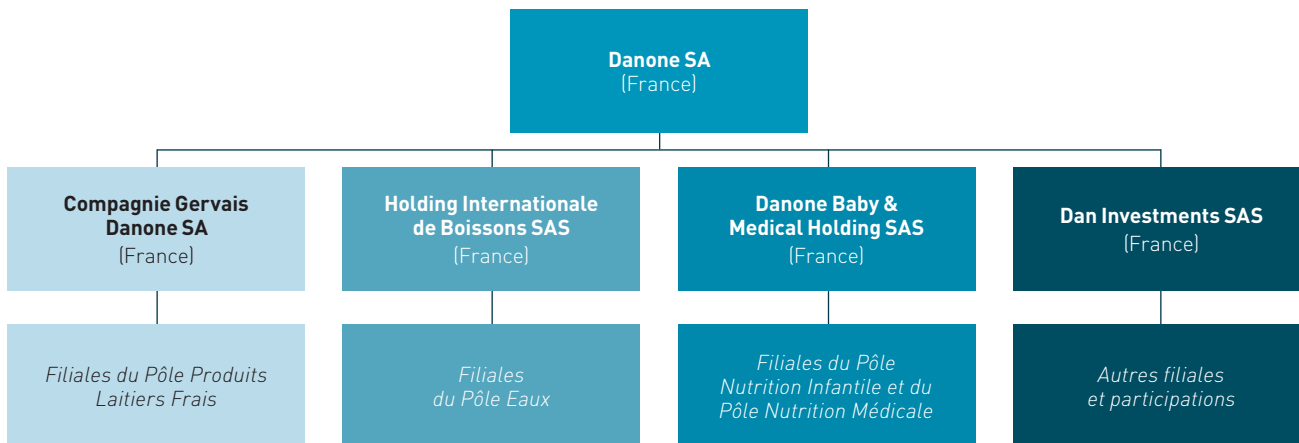 Danone SA
(France)
Compagnie Gervais
Danone SA
(France)
Holding Internationale
de Boissons SAS
(France)
Danone Baby &
Medical Holding SAS
(France)
Dan Investments SAS
(France)
Filiales du Pôle Produits
Laitiers Frais
Filiales
du Pôle Eaux
Filiales du Pôle
Nutrition Infantile et du
Pôle Nutrition Médicale
Autres filiales
et participations